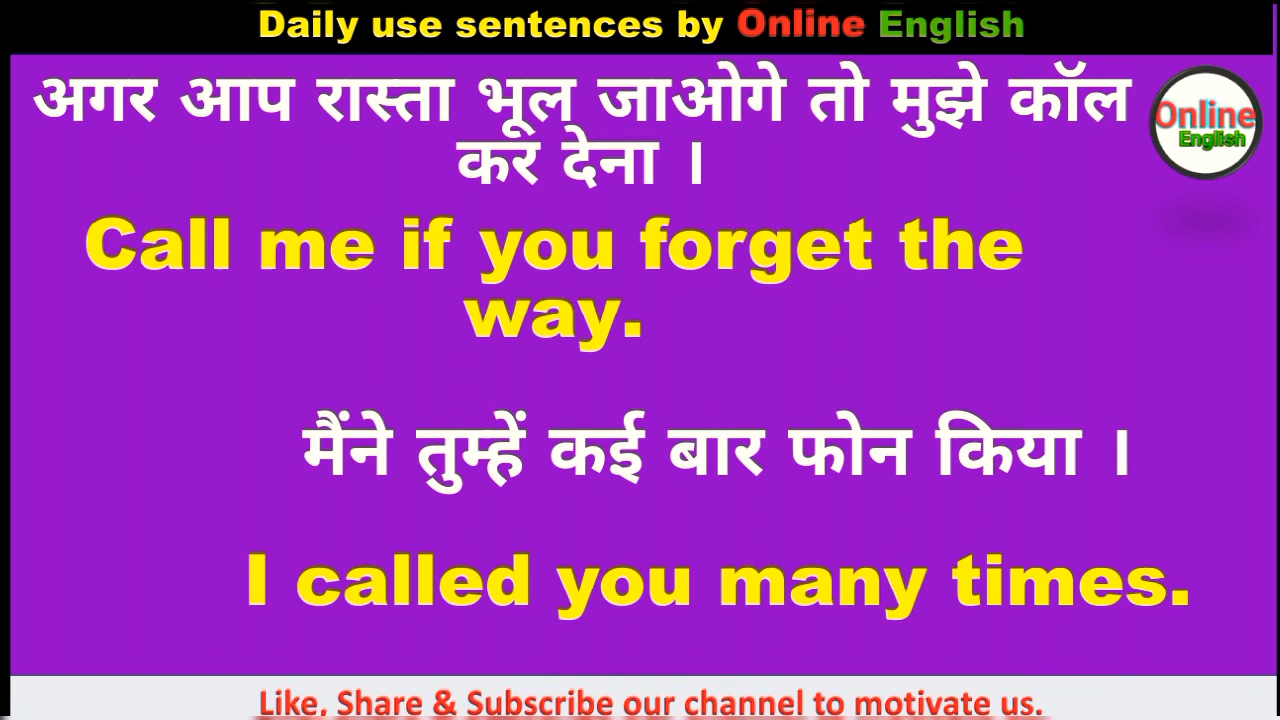 Daily use sentences by Online English
अगर आप रास्ता भूल जाओगे तो मुझे कॉल
कर देना ।
Online
English
Call me if you forget the
way.
मैंने तुम्हें कई बार फोन किया ।
I called you many times.
Like, Share & Subscribe our channel to motivate us.